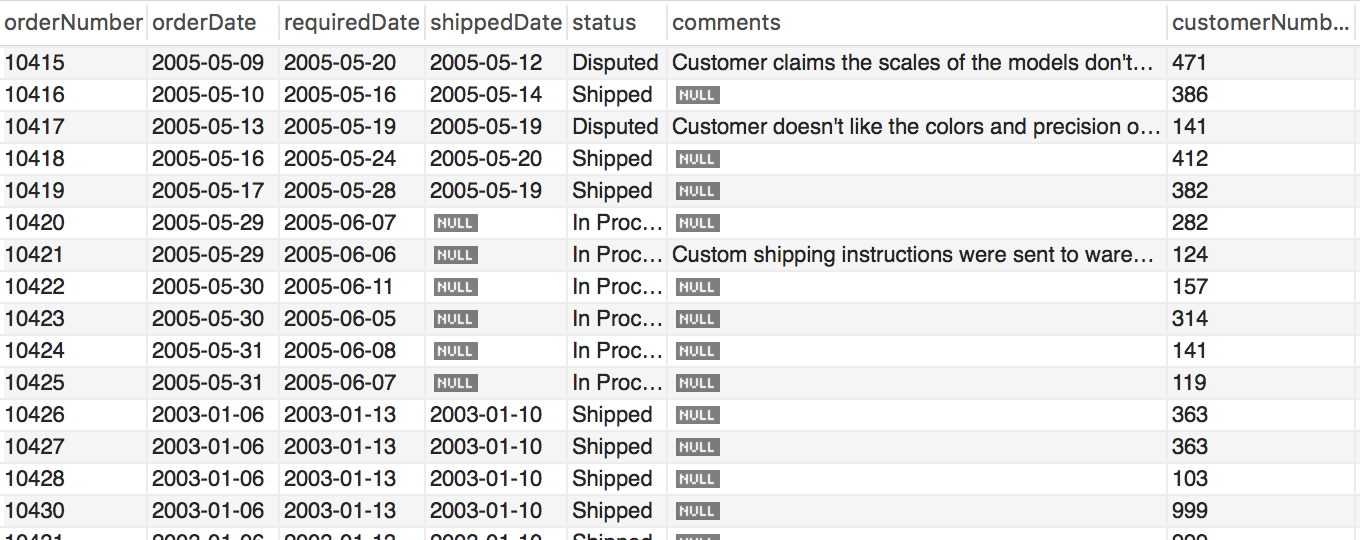 orderNumber orderDate requiredDate shippedDate status comments customerNumb...
10415 2005-05-09 2005-05-20 2005-05-12 Disputed Customer claims the scales of the models don't... 471
10416 2005-05-10 2005-05-16 2005-05-14 Shipped NULL 386
10417 2005-05-13 2005-05-19 2005-05-19 Disputed Customer doesn't like the colors and precision o... 141
10418 2005-05-16 2005-05-24 2005-05-20 Shipped NULL 412
10419 2005-05-17 2005-05-28 2005-05-19 Shipped NULL 382
10420 2005-05-29 2005-06-07 NULL In Proc... NULL 282
10421 2005-05-29 2005-06-06 NULL In Proc... Custom shipping instructions were sent to ware... 124
10422 2005-05-30 2005-06-11 NULL In Proc... NULL 157
10423 2005-05-30 2005-06-05 NULL In Proc... NULL 314
10424 2005-05-31 2005-06-08 NULL In Proc... NULL 141
10425 2005-05-31 2005-06-07 NULL In Proc... NULL 119
10426 2003-01-06 2003-01-13 2003-01-10 Shipped NULL 363
10427 2003-01-06 2003-01-13 2003-01-10 Shipped NULL 363
10428 2003-01-06 2003-01-13 2003-01-10 Shipped NULL 103
10430 2003-01-06 2003-01-13 2003-01-10 Shipped NULL 999